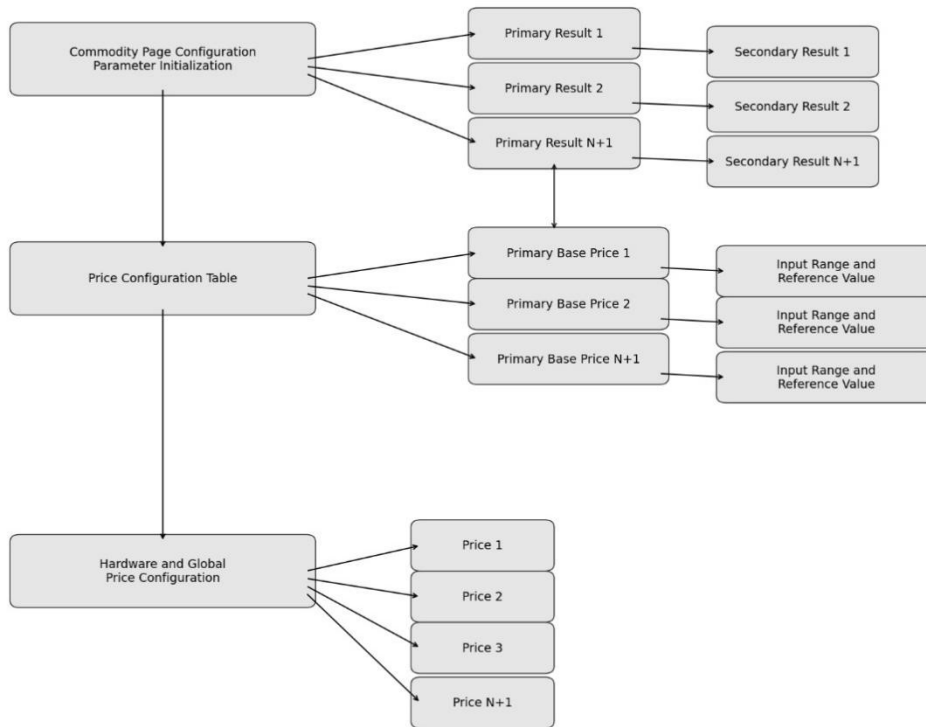 Commodity Page Configuration
Parameter Initialization
Primary Result 1
Secondary Result 1
Primary Result 2
Secondary Result 2
Primary Result N+1
Secondary Result N+1
Price Configuration Table
Primary Base Price 1
Input Range and
Reference Value
Primary Base Price 2
Input Range and
Reference Value
Primary Base Price N+1
Input Range and
Reference Value
Hardware and Global
Price Configuration
Price 1
Price 2
Price 3
Price N+1